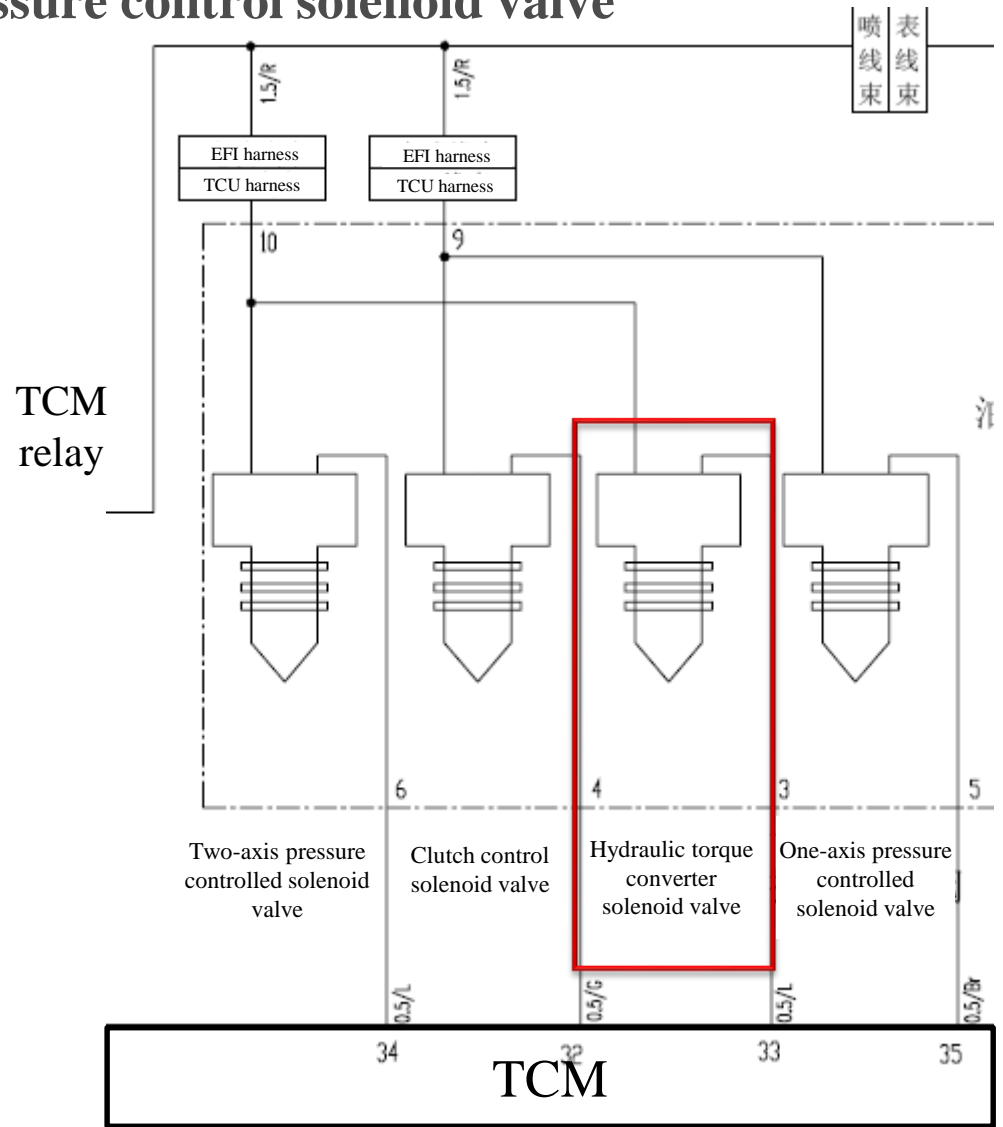 ssure control solenoid valve
喷 表
线 线
束 束
1.5/R
1.5/R
EFI harness
TCU harness
EFI harness
TCU harness
10
9
TCM
relay
6
4
3
5
Two-axis pressure
controlled solenoid
valve
Clutch control
solenoid valve
Hydraulic torque
converter
solenoid valve
One-axis pressure
controlled
solenoid valve
0.5/L
0.5/G
0.5/L
0.5/Br
34
32
33
35
TCM